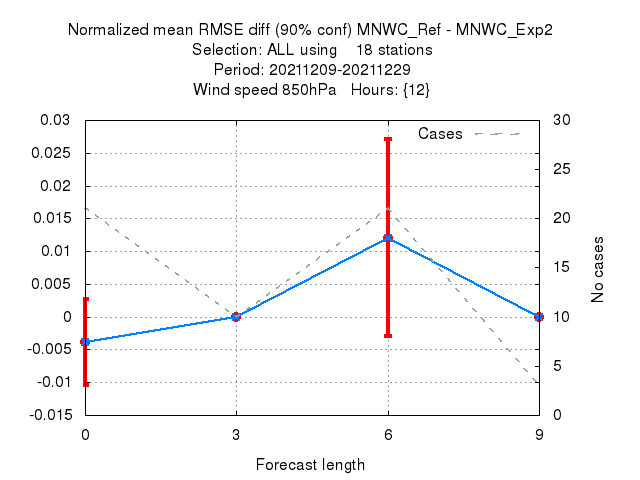 Normalized mean RMSE diff (90% conf) MNWC_Ref - MNWC_Exp2
Selection: ALL using 18 stations
Period: 20211209-20211229
Wind speed 850hPa Hours: {12}
Cases
0.03
0.025
0.02
0.015
0.01
0.005
0
-0.005
-0.01
-0.015
30
25
20
15
10
5
0
No cases
0 3 6 9
Forecast length